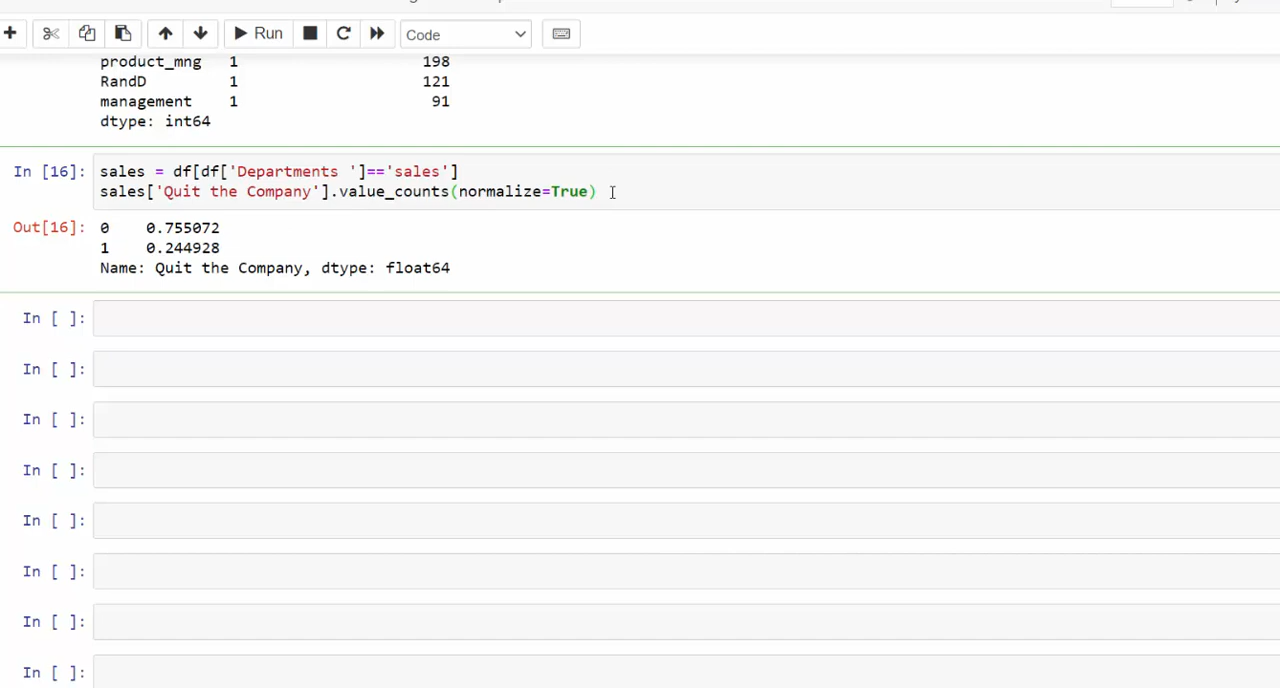 Run
Code
product_mng 1 198
RandD 1 121
management 1 91
dtype: int64
In [16]: sales = df[df['Departments ']=='sales']
sales['Quit the Company'].value_counts(normalize=True)
Out[16]: 0 0.755072
1 0.244928
Name: Quit the Company, dtype: float64
In [ ]:
In [ ]:
In [ ]:
In [ ]:
In [ ]:
In [ ]:
In [ ]:
In [ ]: